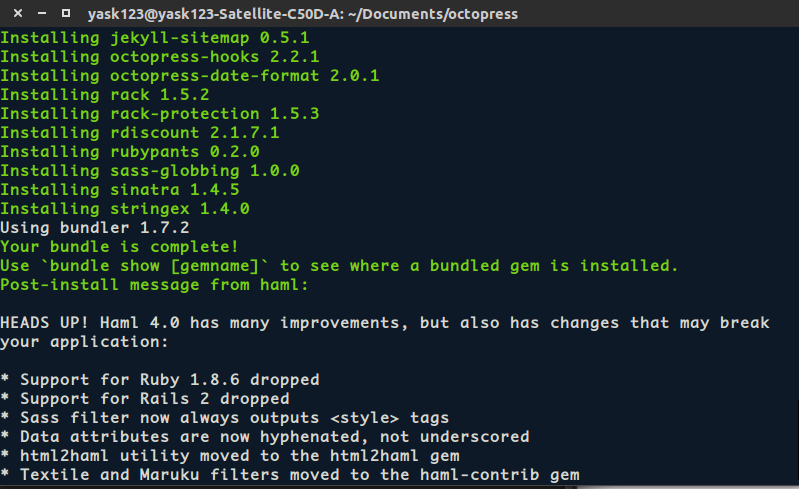 yask123@yask123-Satellite-C50D-A: ~/Documents/octopress
Installing jekyll-sitemap 0.5.1
Installing octopress-hooks 2.2.1
Installing octopress-date-format 2.0.1
Installing rack 1.5.2
Installing rack-protection 1.5.3
Installing rdiscount 2.1.7.1
Installing rubypants 0.2.0
Installing sass-globbing 1.0.0
Installing sinatra 1.4.5
Installing stringex 1.4.0
Using bundler 1.7.2
Your bundle is complete!
Use `bundle show [gemname]` to see where a bundled gem is installed.
Post-install message from haml:
HEADS UP! Haml 4.0 has many improvements, but also has changes that may break
your application:
* Support for Ruby 1.8.6 dropped
* Support for Rails 2 dropped
* Sass filter now always outputs <style> tags
* Data attributes are now hyphenated, not underscored
* html2haml utility moved to the html2haml gem
* Textile and Maruku filters moved to the haml-contrib gem